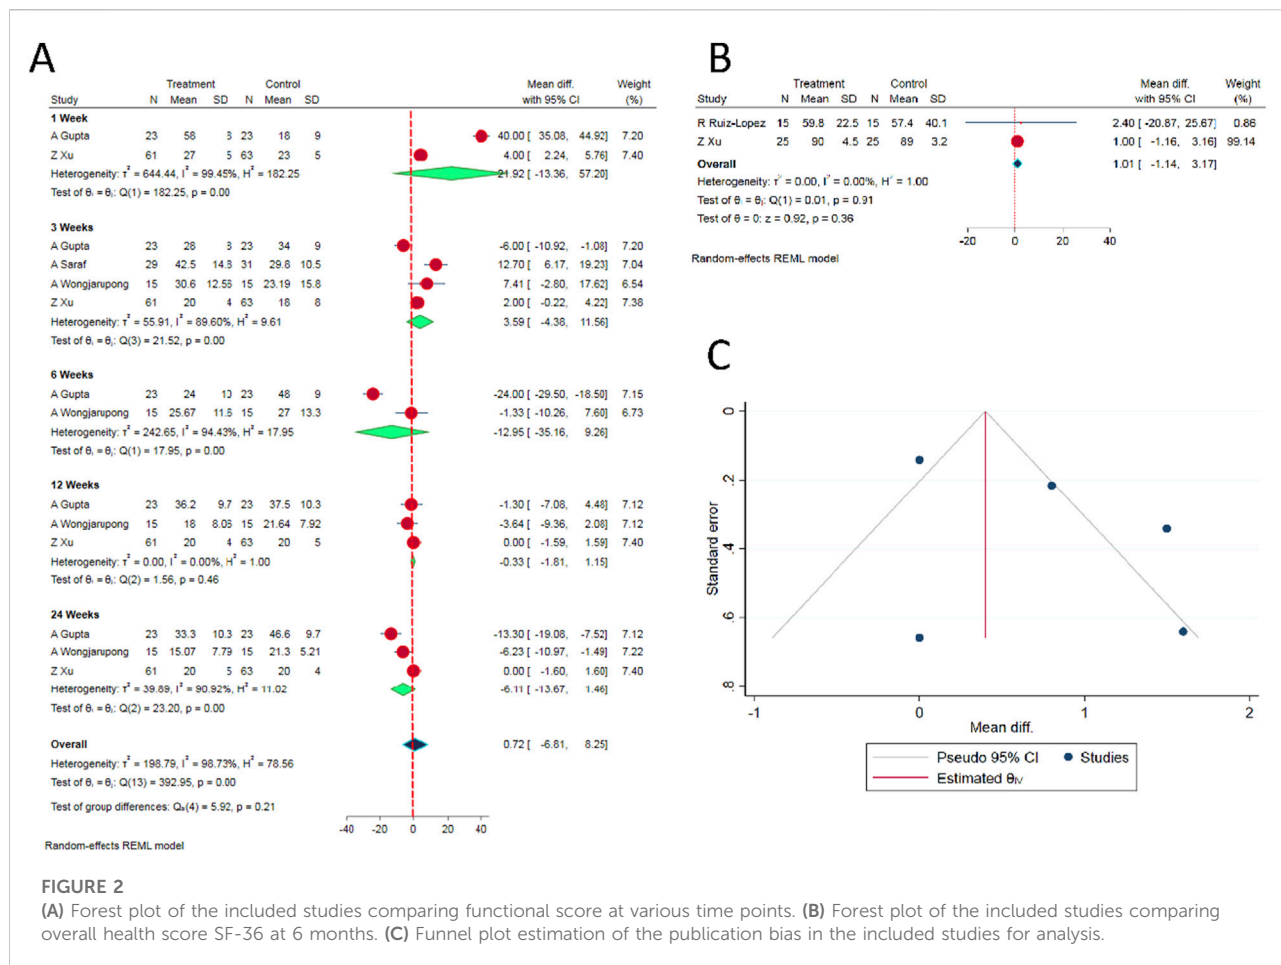 A
Treatment Control Mean diff. Weight
Study N Mean SD N Mean SD with 95% CI (%)
1 Week
A Gupta 23 58 8 23 18 9 40.00 [ 35.08, 44.92] 7.20
Z Xu 61 27 5 63 23 5 4.00 [ 2.24, 5.76] 7.40
Heterogeneity: τ² = 644.44, I² = 99.45%, H² = 182.25 21.92 [ -13.36, 57.20]
Test of θᵢ = θⱼ: Q(1) = 182.25, p = 0.00
3 Weeks
A Gupta 23 28 8 23 34 9 -6.00 [ -10.92, -1.08] 7.20
A Saraf 29 42.5 14.8 31 29.8 10.5 12.70 [ 6.17, 19.23] 7.04
A Wongjarupong 15 30.6 12.56 15 23.19 15.8 7.41 [ -2.80, 17.62] 6.54
Z Xu 61 20 4 63 18 8 2.00 [ -0.22, 4.22] 7.38
Heterogeneity: τ² = 55.91, I² = 89.60%, H² = 9.61 3.59 [ -4.38, 11.56]
Test of θᵢ = θⱼ: Q(3) = 21.52, p = 0.00
6 Weeks
A Gupta 23 24 10 23 48 9 -24.00 [ -29.50, -18.50] 7.15
A Wongjarupong 15 25.67 11.6 15 27 13.3 -1.33 [ -10.26, 7.60] 6.73
Heterogeneity: τ² = 242.65, I² = 94.43%, H² = 17.95 -12.95 [ -35.16, 9.26]
Test of θᵢ = θⱼ: Q(1) = 17.95, p = 0.00
12 Weeks
A Gupta 23 36.2 9.7 23 37.5 10.3 -1.30 [ -7.08, 4.48] 7.12
A Wongjarupong 15 18 8.06 15 21.64 7.92 -3.64 [ -9.36, 2.08] 7.12
Z Xu 61 20 4 63 20 5 0.00 [ -1.59, 1.59] 7.40
Heterogeneity: τ² = 0.00, I² = 0.00%, H² = 1.00 -0.33 [ -1.81, 1.15]
Test of θᵢ = θⱼ: Q(2) = 1.56, p = 0.46
24 Weeks
A Gupta 23 33.3 10.3 23 46.6 9.7 -13.30 [ -19.08, -7.52] 7.12
A Wongjarupong 15 15.07 7.79 15 21.3 5.21 -6.23 [ -10.97, -1.49] 7.22
Z Xu 61 20 5 63 20 4 0.00 [ -1.60, 1.60] 7.40
Heterogeneity: τ² = 39.89, I² = 90.92%, H² = 11.02 -6.11 [ -13.67, 1.46]
Test of θᵢ = θⱼ: Q(2) = 23.20, p = 0.00
Overall 0.72 [ -6.81, 8.25]
Heterogeneity: τ² = 198.79, I² = 98.73%, H² = 78.56
Test of θᵢ = θⱼ: Q(13) = 392.95, p = 0.00
Test of group differences: Qb(4) = 5.92, p = 0.21
-40 -20 0 20 40
Random-effects REML model
B
Treatment Control Mean diff. Weight
Study N Mean SD N Mean SD with 95% CI (%)
R Ruiz-Lopez 15 59.8 22.5 15 57.4 40.1 2.40 [ -20.87, 25.67] 0.86
Z Xu 25 90 4.5 25 89 3.2 1.00 [ -1.16, 3.16] 99.14
Overall 1.01 [ -1.14, 3.17]
Heterogeneity: τ² = 0.00, I² = 0.00%, H² = 1.00
Test of θᵢ = θⱼ: Q(1) = 0.01, p = 0.91
Test of θ = 0: z = 0.92, p = 0.36
-20 0 20 40
Random-effects REML model
C
Standard error
0
.2
.4
.6
.8
-1 0 1 2
Mean diff.
Pseudo 95% CI Studies
Estimated θIV
FIGURE 2
(A) Forest plot of the included studies comparing functional score at various time points. (B) Forest plot of the included studies comparing
overall health score SF-36 at 6 months. (C) Funnel plot estimation of the publication bias in the included studies for analysis.